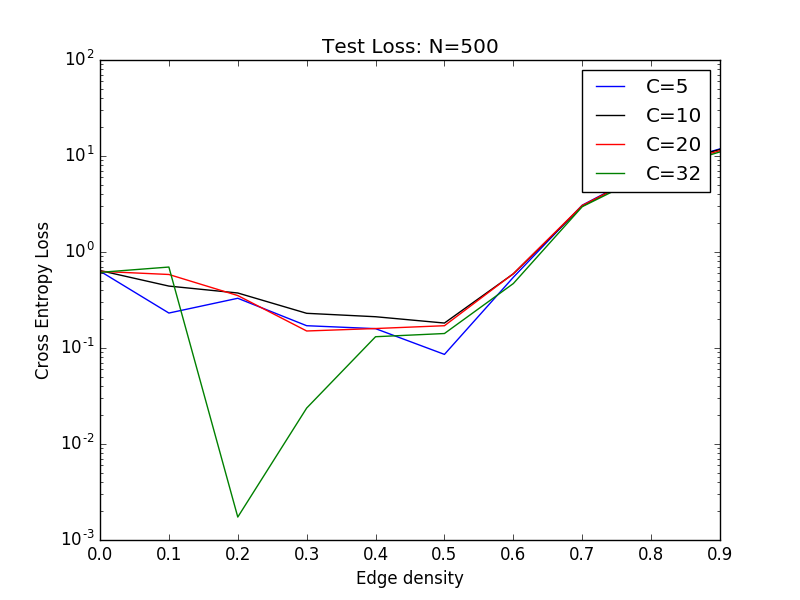 Test Loss: N=500
10^2
10^1
10^0
10^-1
10^-2
10^-3
Cross Entropy Loss
C=5
C=10
C=20
C=32
0.0 0.1 0.2 0.3 0.4 0.5 0.6 0.7 0.8 0.9
Edge density